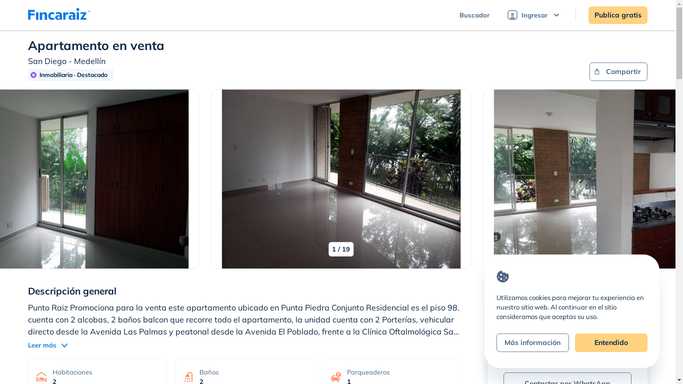 Fincaraiz
Buscador
Ingresar
Publica gratis
Apartamento en venta
San Diego - Medellín
Inmobiliaria · Destacado
Compartir
1 / 19
Descripción general
Punto Raiz Promociona para la venta este apartamento ubicado en Punta Piedra Conjunto Residencial es el piso 98.
cuenta con 2 alcobas, 2 baños balcon que recorre todo el apartamento, la unidad cuenta con 2 Porterías, vehicular
directo desde la Avenida Las Palmas y peatonal desde la Avenida El Poblado, frente a la Clínica Oftalmológica Sa...
Leer más
Habitaciones
2
Baños
2
Parqueaderos
1
Utilizamos cookies para mejorar tu experiencia en
nuestro sitio web. Al continuar en el sitio
consideramos que aceptas su uso.
Más información
Entendido
Contactar por WhatsApp